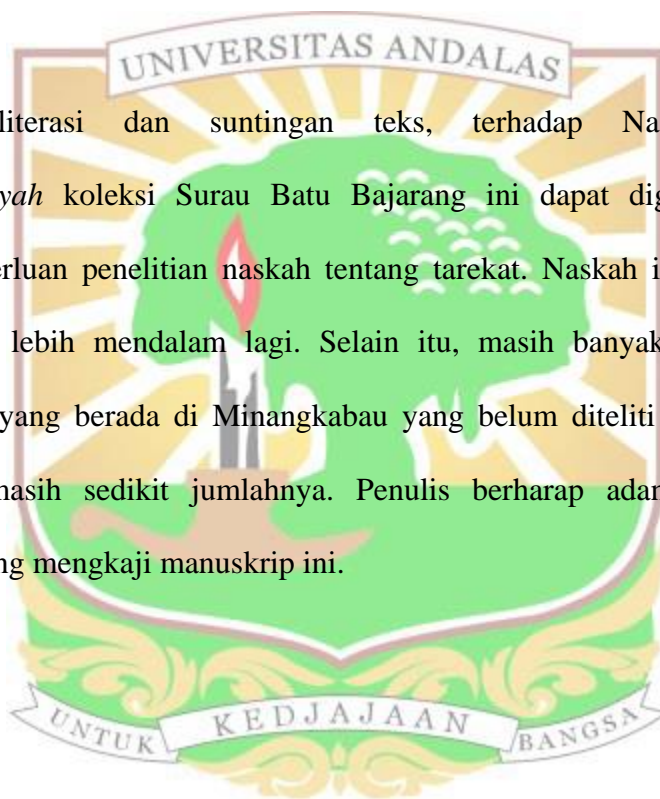 UNIVERSITAS ANDALAS
literasi dan suntingan teks, terhadap Na
yah koleksi Surau Batu Bajarang ini dapat dig
erluan penelitian naskah tentang tarekat. Naskah i
lebih mendalam lagi. Selain itu, masih banyak
yang berada di Minangkabau yang belum diteliti
nasih sedikit jumlahnya. Penulis berharap adan
ng mengkaji manuskrip ini.
UNTUK KEDJAJAAN BANGSA